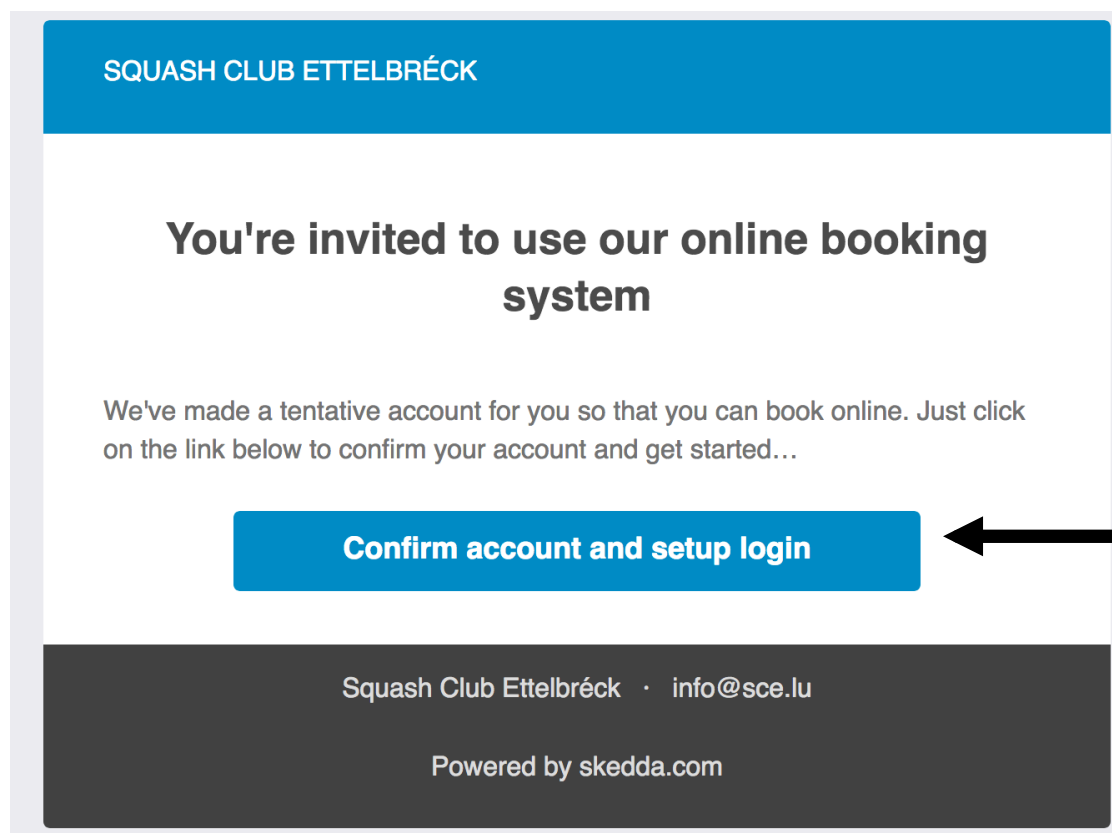 SQUASH CLUB ETTELBRÉCK
You're invited to use our online booking
system
We've made a tentative account for you so that you can book online. Just click
on the link below to confirm your account and get started…
Confirm account and setup login
Squash Club Ettelbréck · info@sce.lu
Powered by skedda.com